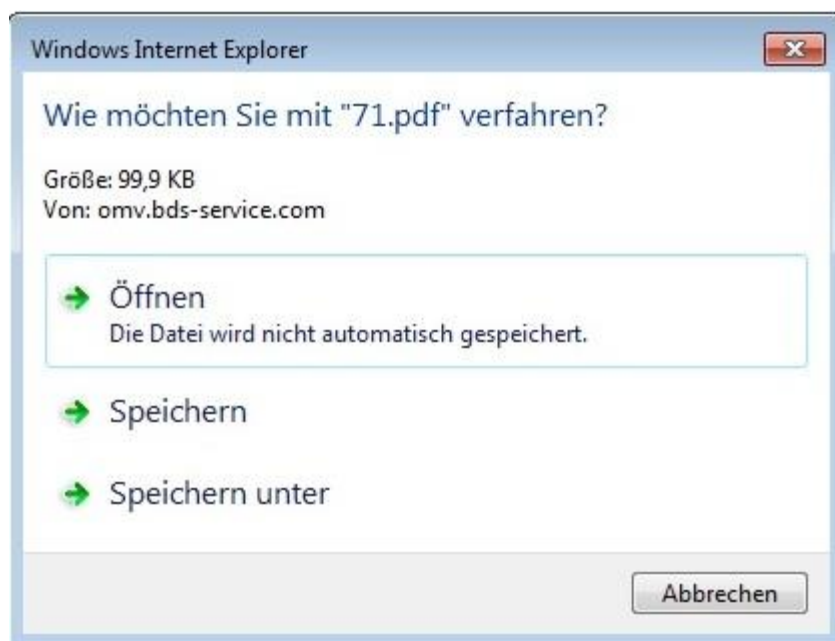 Windows Internet Explorer
Wie möchten Sie mit "71.pdf" verfahren?
Größe: 99,9 KB
Von: omv.bds-service.com
Öffnen
Die Datei wird nicht automatisch gespeichert.
Speichern
Speichern unter
Abbrechen